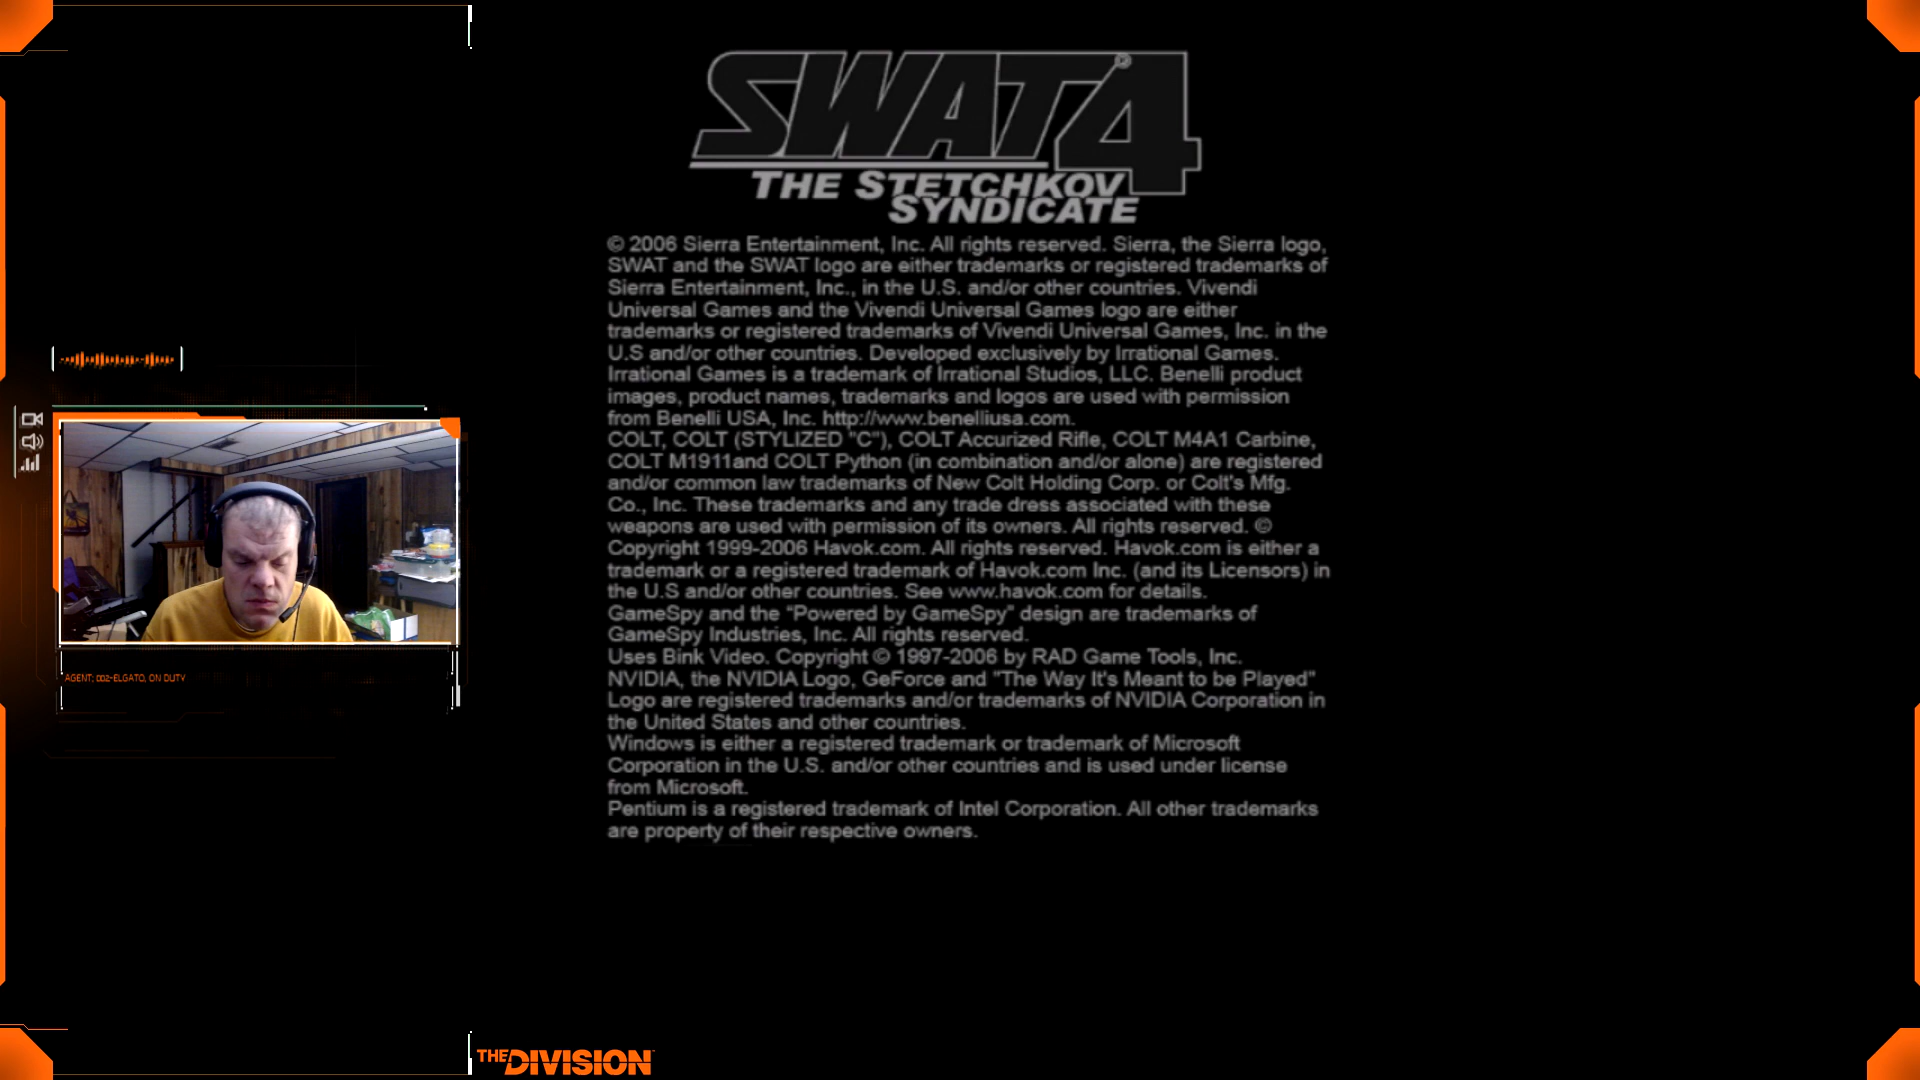 SWAT 4®
THE STETCHKOV
SYNDICATE
© 2006 Sierra Entertainment, Inc. All rights reserved. Sierra, the Sierra logo,
SWAT and the SWAT logo are either trademarks or registered trademarks of
Sierra Entertainment, Inc., in the U.S. and/or other countries. Vivendi
Universal Games and the Vivendi Universal Games logo are either
trademarks or registered trademarks of Vivendi Universal Games, Inc. in the
U.S and/or other countries. Developed exclusively by Irrational Games.
Irrational Games is a trademark of Irrational Studios, LLC. Benelli product
images, product names, trademarks and logos are used with permission
from Benelli USA, Inc. http://www.benelliusa.com.
COLT, COLT (STYLIZED "C"), COLT Accurized Rifle, COLT M4A1 Carbine,
COLT M1911and COLT Python (in combination and/or alone) are registered
and/or common law trademarks of New Colt Holding Corp. or Colt's Mfg.
Co., Inc. These trademarks and any trade dress associated with these
weapons are used with permission of its owners. All rights reserved. ©
Copyright 1999-2006 Havok.com. All rights reserved. Havok.com is either a
trademark or a registered trademark of Havok.com Inc. (and its Licensors) in
the U.S and/or other countries. See www.havok.com for details.
GameSpy and the “Powered by GameSpy” design are trademarks of
GameSpy Industries, Inc. All rights reserved.
Uses Bink Video. Copyright © 1997-2006 by RAD Game Tools, Inc.
NVIDIA, the NVIDIA Logo, GeForce and "The Way It's Meant to be Played"
Logo are registered trademarks and/or trademarks of NVIDIA Corporation in
the United States and other countries.
Windows is either a registered trademark or trademark of Microsoft
Corporation in the U.S. and/or other countries and is used under license
from Microsoft.
Pentium is a registered trademark of Intel Corporation. All other trademarks
are property of their respective owners.
AGENT: 002-ELGATO, ON DUTY
THE DIVISION